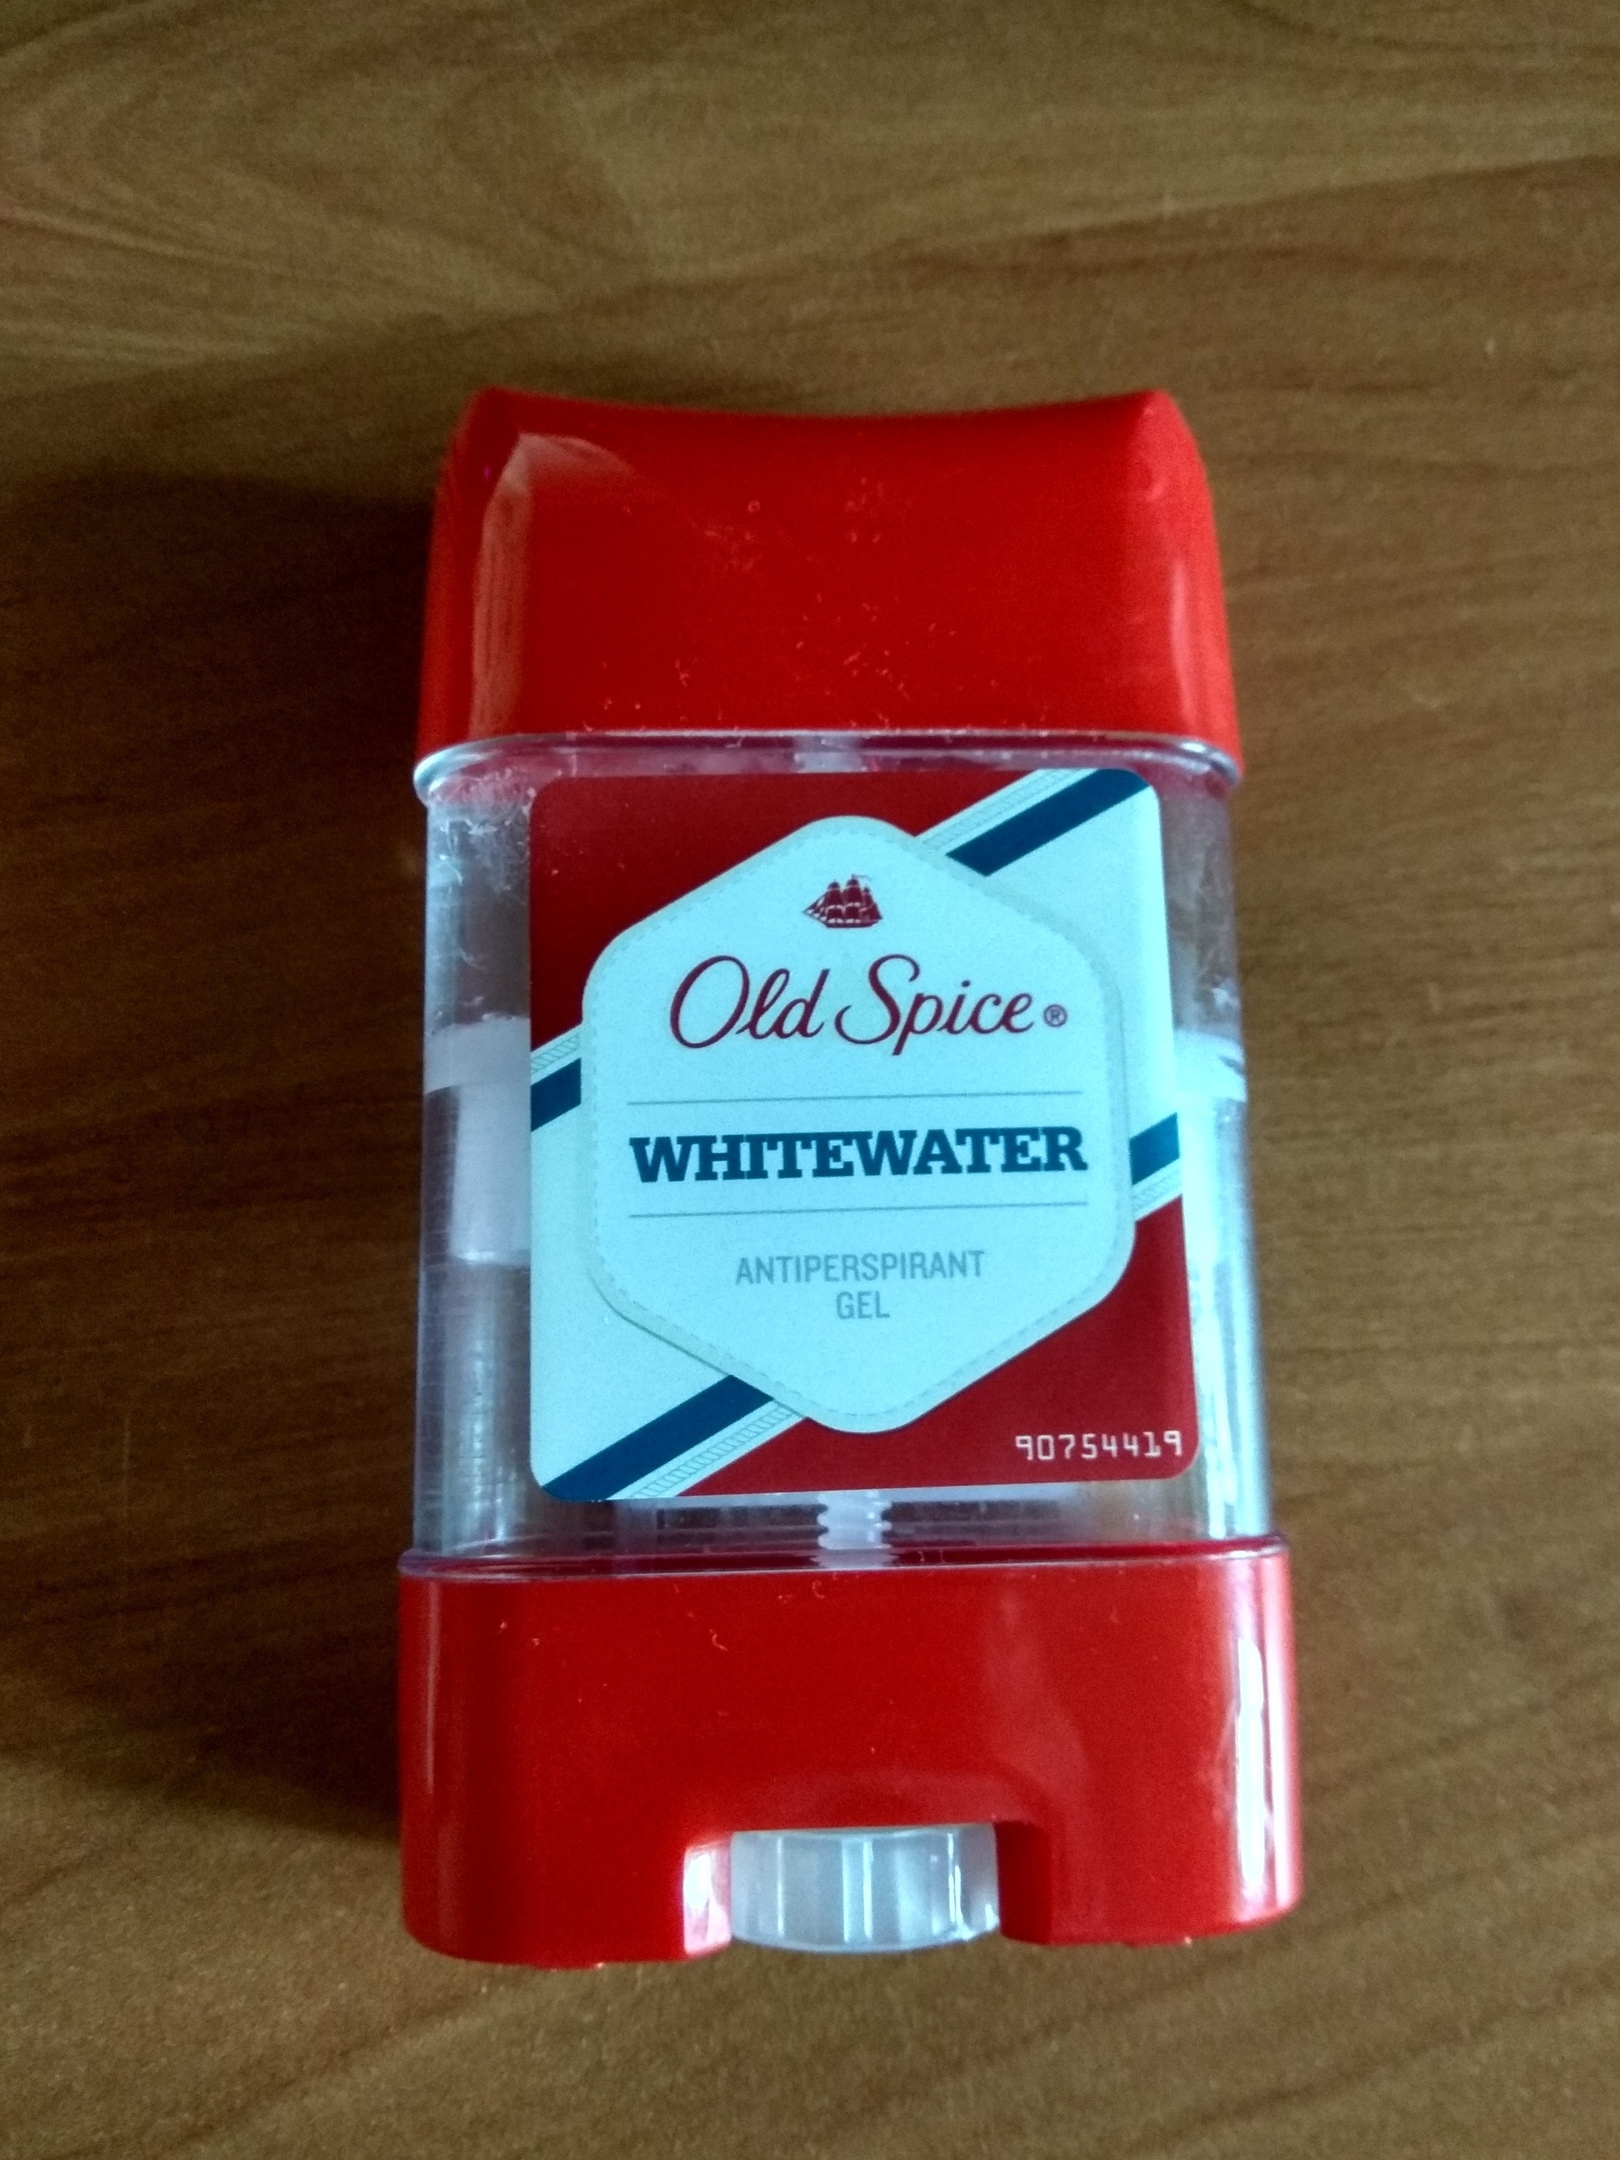 Old Spice®
WHITEWATER
ANTIPERSPIRANT
GEL
90754419